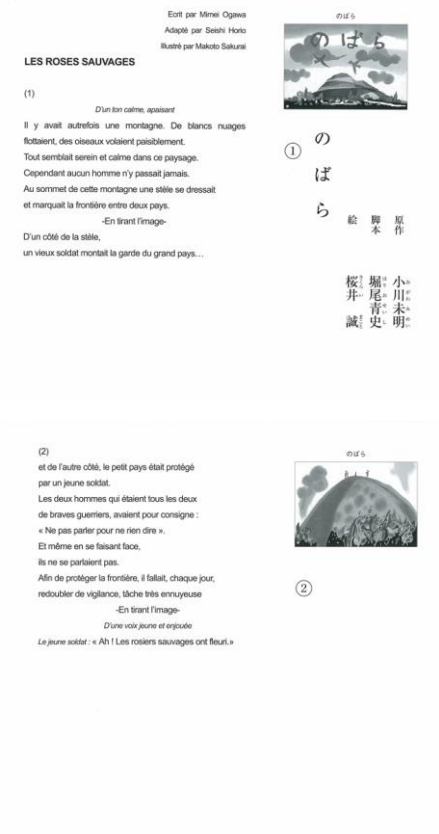 Ecrit par Mimei Ogawa
Adapté par Seishi Horio
Illustré par Makoto Sakurai
LES ROSES SAUVAGES
(1)
D'un ton calme, apaisant
Il y avait autrefois une montagne. De blancs nuages
flottaient, des oiseaux volaient paisiblement.
Tout semblait serein et calme dans ce paysage.
Cependant aucun homme n'y passait jamais.
Au sommet de cette montagne une stèle se dressait
et marquait la frontière entre deux pays.
-En tirant l'image-
D'un côté de la stèle,
un vieux soldat montait la garde du grand pays…
のばら
のばら
①
のばら
原作 小川未明
脚本 堀尾青史
絵 桜井誠
(2)
et de l'autre côté, le petit pays était protégé
par un jeune soldat.
Les deux hommes qui étaient tous les deux
de braves guerriers, avaient pour consigne :
« Ne pas parler pour ne rien dire ».
Et même en se faisant face,
ils ne se parlaient pas.
Afin de protéger la frontière, il fallait, chaque jour,
redoubler de vigilance, tâche très ennuyeuse
-En tirant l'image-
D'une voix jeune et enjouée
Le jeune soldat : « Ah ! Les rosiers sauvages ont fleuri.»
のばら
②